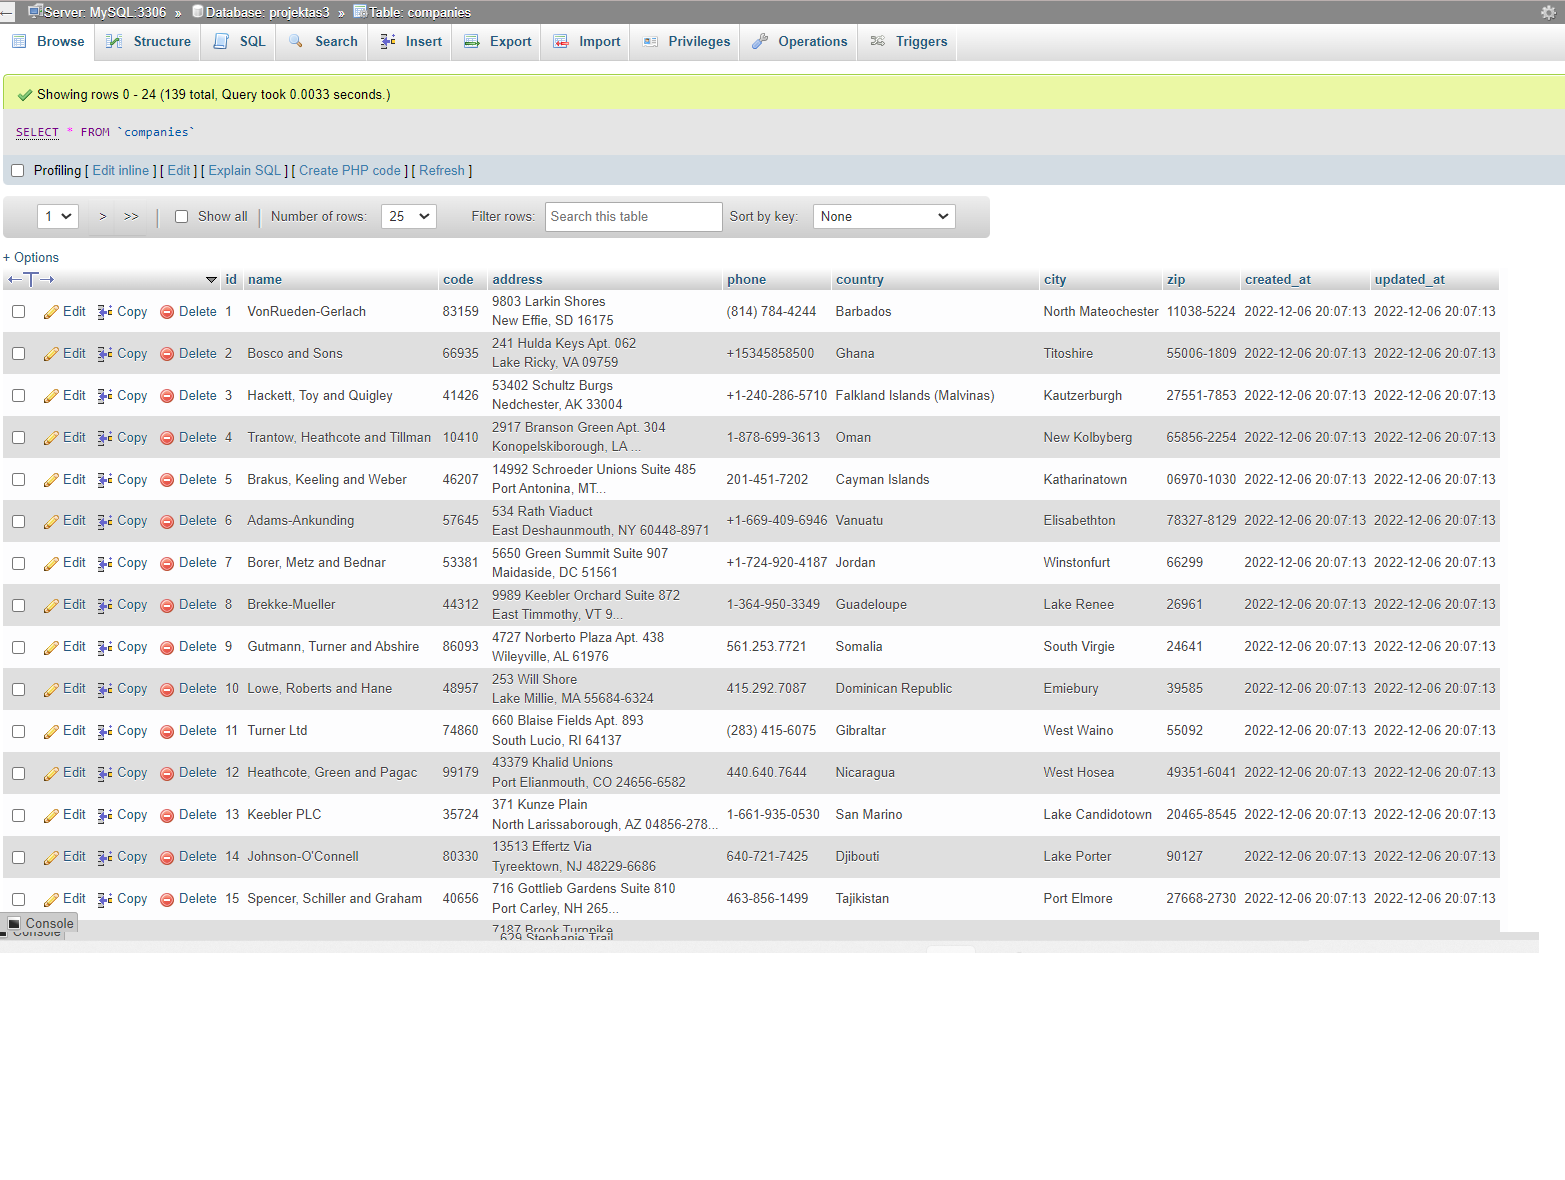 Server: MySQL:3306 » Database: projektas3 » Table: companies
Browse Structure SQL Search Insert Export Import Privileges Operations Triggers
Showing rows 0 - 24 (139 total, Query took 0.0033 seconds.)
SELECT * FROM `companies`
Profiling [ Edit inline ] [ Edit ] [ Explain SQL ] [ Create PHP code ] [ Refresh ]
1 > >> | Show all | Number of rows: 25 Filter rows: Search this table Sort by key: None
+ Options
←T→ id name code address phone country city zip created_at updated_at
9803 Larkin Shores
Edit Copy Delete 1 VonRueden-Gerlach 83159 (814) 784-4244 Barbados North Mateochester 11038-5224 2022-12-06 20:07:13 2022-12-06 20:07:13
New Effie, SD 16175
241 Hulda Keys Apt. 062
Edit Copy Delete 2 Bosco and Sons 66935 +15345858500 Ghana Titoshire 55006-1809 2022-12-06 20:07:13 2022-12-06 20:07:13
Lake Ricky, VA 09759
53402 Schultz Burgs
Edit Copy Delete 3 Hackett, Toy and Quigley 41426 +1-240-286-5710 Falkland Islands (Malvinas) Kautzerburgh 27551-7853 2022-12-06 20:07:13 2022-12-06 20:07:13
Nedchester, AK 33004
2917 Branson Green Apt. 304
Edit Copy Delete 4 Trantow, Heathcote and Tillman 10410 1-878-699-3613 Oman New Kolbyberg 65856-2254 2022-12-06 20:07:13 2022-12-06 20:07:13
Konopelskiborough, LA ...
14992 Schroeder Unions Suite 485
Edit Copy Delete 5 Brakus, Keeling and Weber 46207 201-451-7202 Cayman Islands Katharinatown 06970-1030 2022-12-06 20:07:13 2022-12-06 20:07:13
Port Antonina, MT...
534 Rath Viaduct
Edit Copy Delete 6 Adams-Ankunding 57645 +1-669-409-6946 Vanuatu Elisabethton 78327-8129 2022-12-06 20:07:13 2022-12-06 20:07:13
East Deshaunmouth, NY 60448-8971
5650 Green Summit Suite 907
Edit Copy Delete 7 Borer, Metz and Bednar 53381 +1-724-920-4187 Jordan Winstonfurt 66299 2022-12-06 20:07:13 2022-12-06 20:07:13
Maidaside, DC 51561
9989 Keebler Orchard Suite 872
Edit Copy Delete 8 Brekke-Mueller 44312 1-364-950-3349 Guadeloupe Lake Renee 26961 2022-12-06 20:07:13 2022-12-06 20:07:13
East Timmothy, VT 9...
4727 Norberto Plaza Apt. 438
Edit Copy Delete 9 Gutmann, Turner and Abshire 86093 561.253.7721 Somalia South Virgie 24641 2022-12-06 20:07:13 2022-12-06 20:07:13
Wileyville, AL 61976
253 Will Shore
Edit Copy Delete 10 Lowe, Roberts and Hane 48957 415.292.7087 Dominican Republic Emiebury 39585 2022-12-06 20:07:13 2022-12-06 20:07:13
Lake Millie, MA 55684-6324
660 Blaise Fields Apt. 893
Edit Copy Delete 11 Turner Ltd 74860 (283) 415-6075 Gibraltar West Waino 55092 2022-12-06 20:07:13 2022-12-06 20:07:13
South Lucio, RI 64137
43379 Khalid Unions
Edit Copy Delete 12 Heathcote, Green and Pagac 99179 440.640.7644 Nicaragua West Hosea 49351-6041 2022-12-06 20:07:13 2022-12-06 20:07:13
Port Elianmouth, CO 24656-6582
371 Kunze Plain
Edit Copy Delete 13 Keebler PLC 35724 1-661-935-0530 San Marino Lake Candidotown 20465-8545 2022-12-06 20:07:13 2022-12-06 20:07:13
North Larissaborough, AZ 04856-278...
13513 Effertz Via
Edit Copy Delete 14 Johnson-O'Connell 80330 640-721-7425 Djibouti Lake Porter 90127 2022-12-06 20:07:13 2022-12-06 20:07:13
Tyreektown, NJ 48229-6686
716 Gottlieb Gardens Suite 810
Edit Copy Delete 15 Spencer, Schiller and Graham 40656 463-856-1499 Tajikistan Port Elmore 27668-2730 2022-12-06 20:07:13 2022-12-06 20:07:13
Port Carley, NH 265...
Console
7187 Brook Turnpike
Console
629 Stephanie Trail